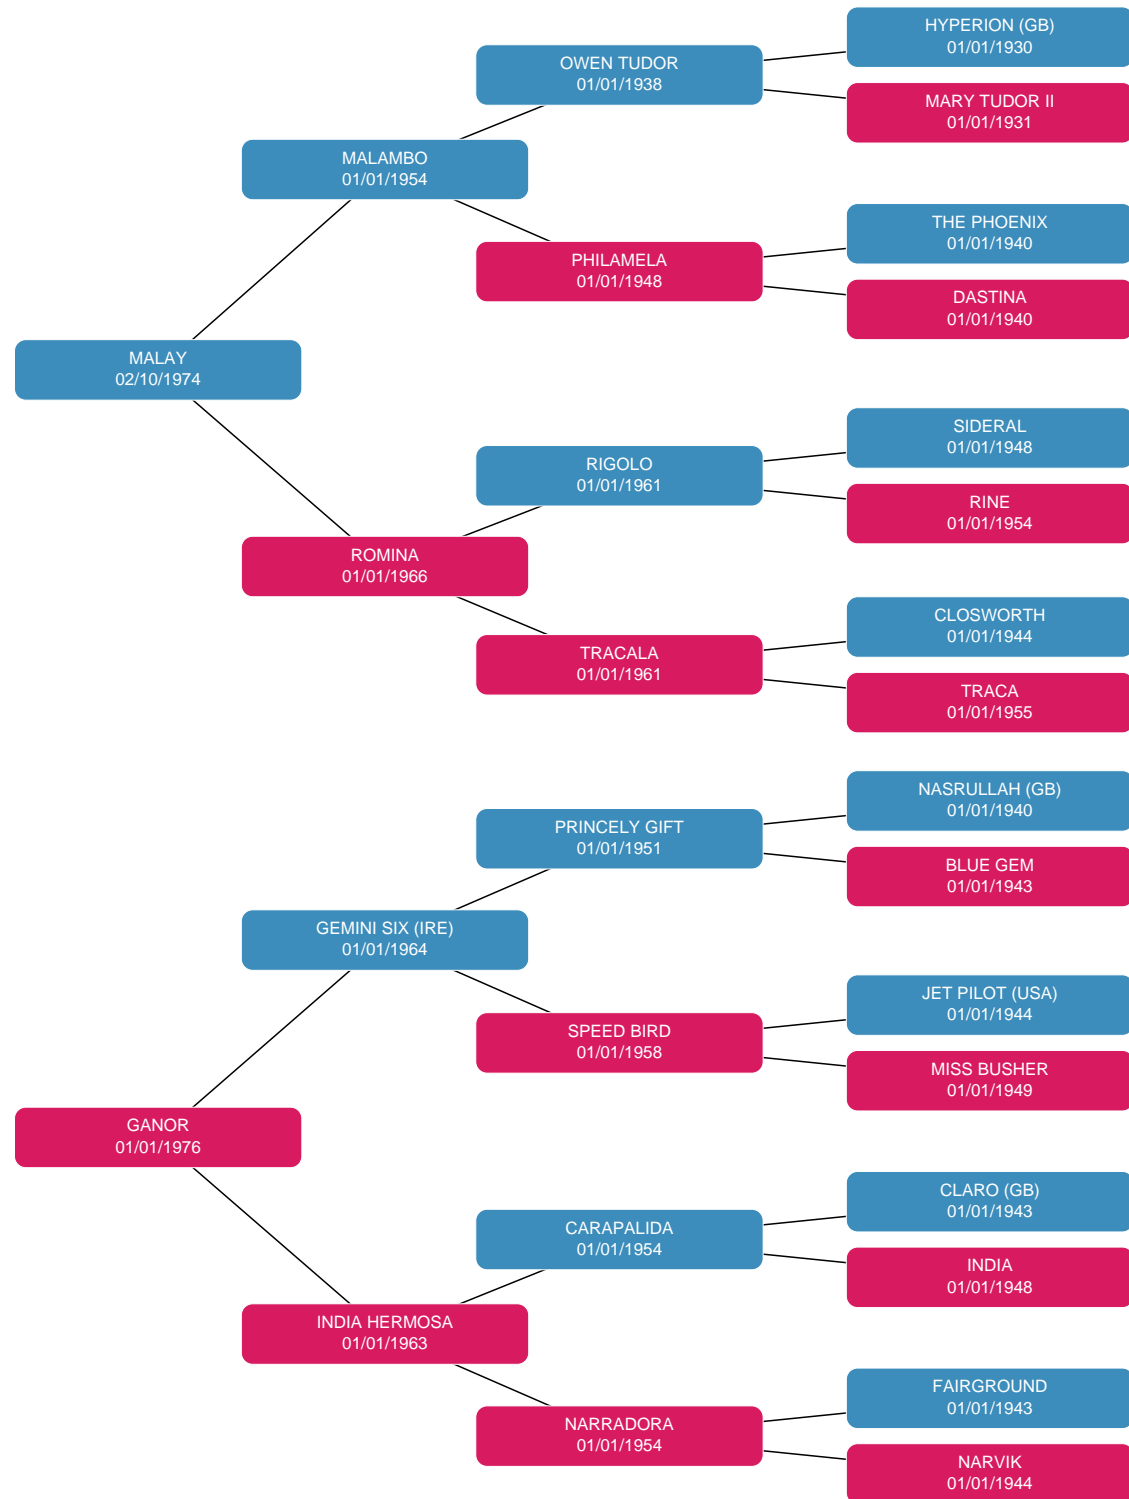 HYPERION (GB)
01/01/1930
OWEN TUDOR
01/01/1938
MARY TUDOR II
01/01/1931
MALAMBO
01/01/1954
THE PHOENIX
01/01/1940
PHILAMELA
01/01/1948
DASTINA
01/01/1940
MALAY
02/10/1974
SIDERAL
01/01/1948
RIGOLO
01/01/1961
RINE
01/01/1954
ROMINA
01/01/1966
CLOSWORTH
01/01/1944
TRACALA
01/01/1961
TRACA
01/01/1955
NASRULLAH (GB)
01/01/1940
PRINCELY GIFT
01/01/1951
BLUE GEM
01/01/1943
GEMINI SIX (IRE)
01/01/1964
JET PILOT (USA)
01/01/1944
SPEED BIRD
01/01/1958
MISS BUSHER
01/01/1949
GANOR
01/01/1976
CLARO (GB)
01/01/1943
CARAPALIDA
01/01/1954
INDIA
01/01/1948
INDIA HERMOSA
01/01/1963
FAIRGROUND
01/01/1943
NARRADORA
01/01/1954
NARVIK
01/01/1944